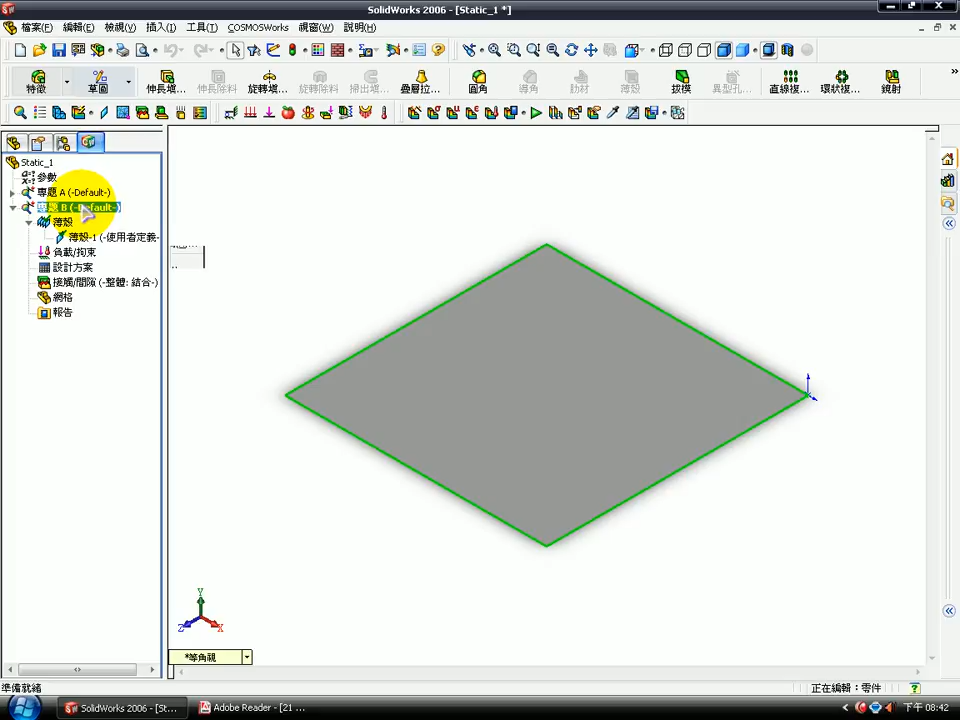 SolidWorks 2006 - [Static_1 *]
檔案(F) 編輯(E) 檢視(V) 插入(I) 工具(T) COSMOSWorks 視窗(W) 說明(H)
特徵 草圖 伸長填... 伸長除料 旋轉填... 旋轉除料 掃出填... 疊層拉... 圓角 導角 肋材 薄殼 拔模 異型孔... 直線複... 環狀複... 鏡射
Static_1
參數
專題 A (-Default-)
專題 B (-Default-)
薄殼
薄殼-1 (-使用者定義-
負載/拘束
設計方案
接觸/間隙 (-整體: 結合-)
網格
報告
Y
Z
X
*等角視
準備就緒
正在編輯：零件
SolidWorks 2006 - [St...
Adobe Reader - [21 ...
下午 08:42